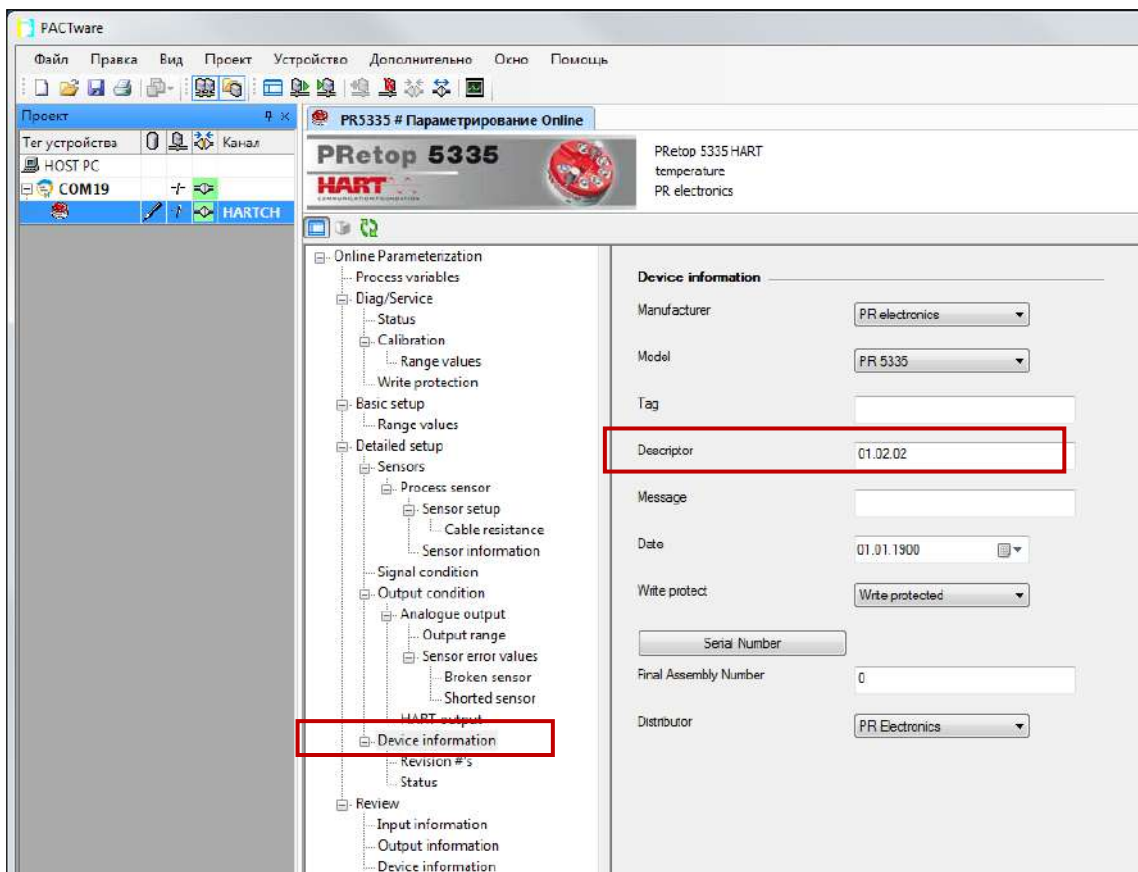 PACTware
Файл Правка Вид Проект Устройство Дополнительно Окно Помощь
Проект
Тег устройства Канал
HOST PC
COM19
HARTCH
PR5335 # Параметрирование Online
PRetop 5335
HART
COMMUNICATION FOUNDATION
PRetop 5335 HART
temperature
PR electronics
Online Parameterization
Process variables
Diag/Service
Status
Calibration
Range values
Write protection
Basic setup
Range values
Detailed setup
Sensors
Process sensor
Sensor setup
Cable resistance
Sensor information
Signal condition
Output condition
Analogue output
Output range
Sensor error values
Broken sensor
Shorted sensor
HART output
Device information
Revision #'s
Status
Review
Input information
Output information
Device information
Device information
Manufacturer PR electronics
Model PR 5335
Tag
Descriptor 01.02.02
Message
Date 01.01.1900
Write protect Write protected
Serial Number
Final Assembly Number 0
Distributor PR Electronics